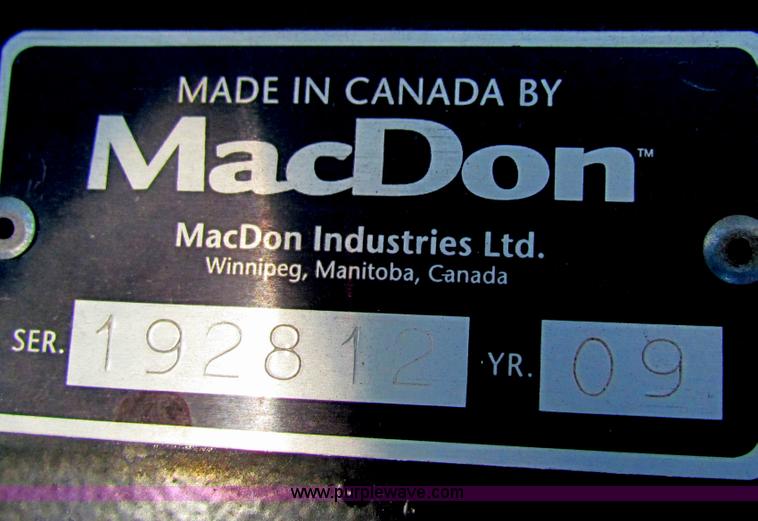 MADE IN CANADA BY
MacDon™
MacDon Industries Ltd.
Winnipeg, Manitoba, Canada
SER. 192812 YR. 09
www.purplewave.com